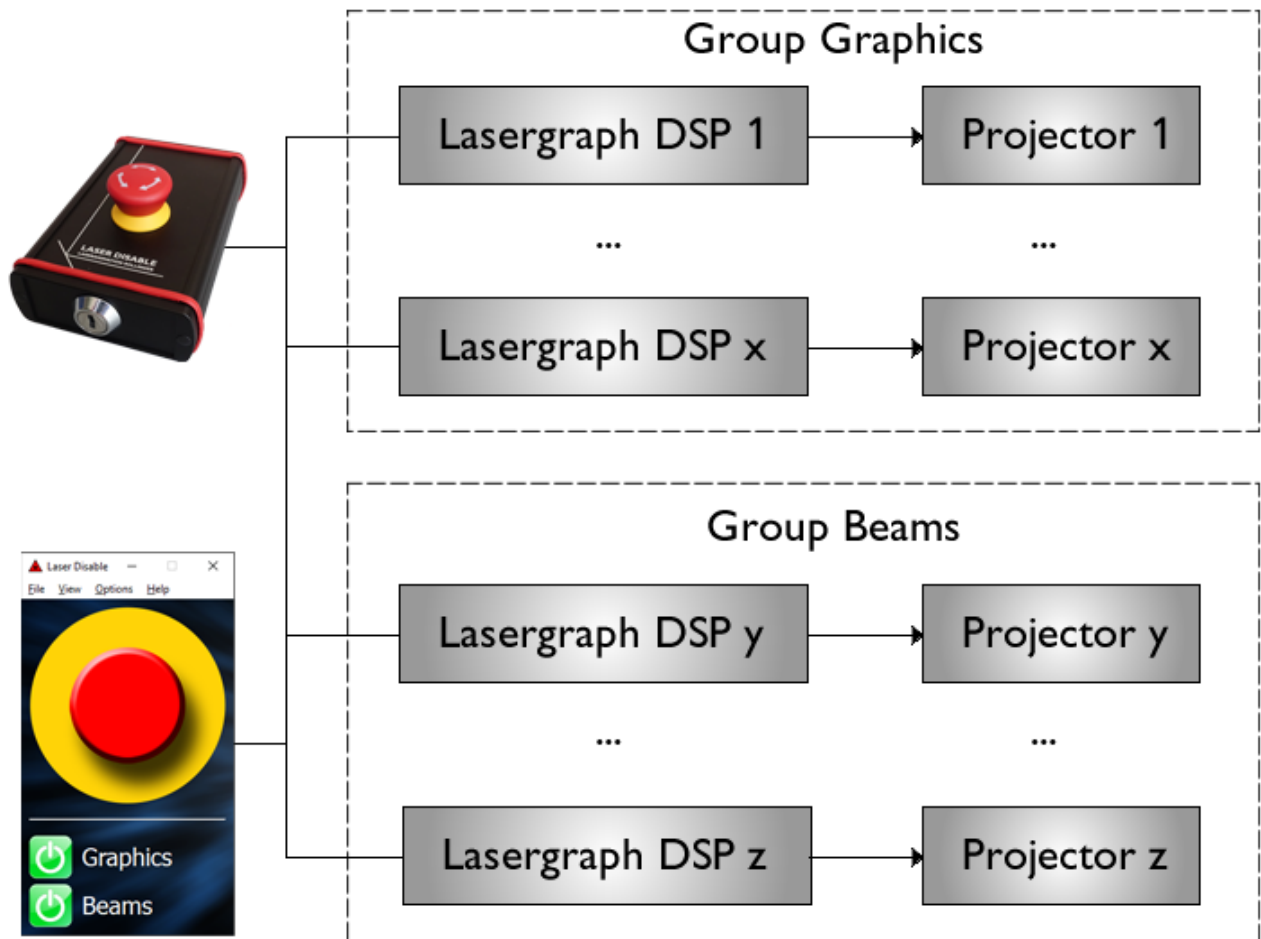 Group Graphics
Lasergraph DSP 1
Projector 1
...
...
Lasergraph DSP x
Projector x
LASER DISABLE
Group Beams
Laser Disable
File View Options Help
Lasergraph DSP y
Projector y
...
...
Lasergraph DSP z
Projector z
Graphics
Beams